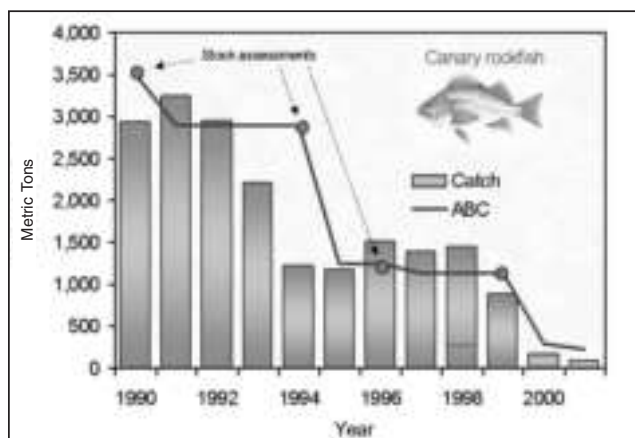 4,000
3,500
3,000
2,500
2,000
1,500
1,000
500
0
Metric Tons
Stock assessments
Canary rockfish
Catch
ABC
1990 1992 1994 1996 1998 2000
Year